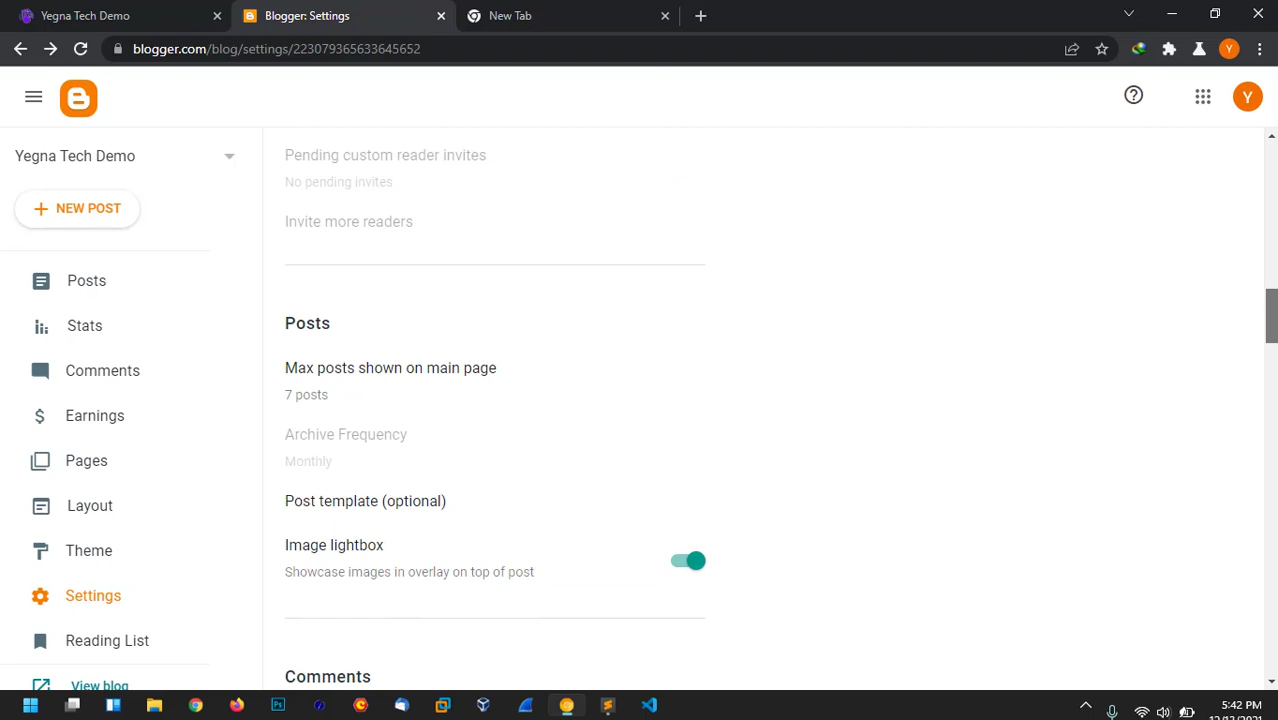 Yegna Tech Demo
Blogger: Settings
New Tab
blogger.com/blog/settings/223079365633645652
Y
Y
Yegna Tech Demo
NEW POST
Posts
Stats
Comments
Earnings
Pages
Layout
Theme
Settings
Reading List
View blog
Pending custom reader invites
No pending invites
Invite more readers
Posts
Max posts shown on main page
7 posts
Archive Frequency
Monthly
Post template (optional)
Image lightbox
Showcase images in overlay on top of post
Comments
Ps
5:42 PM